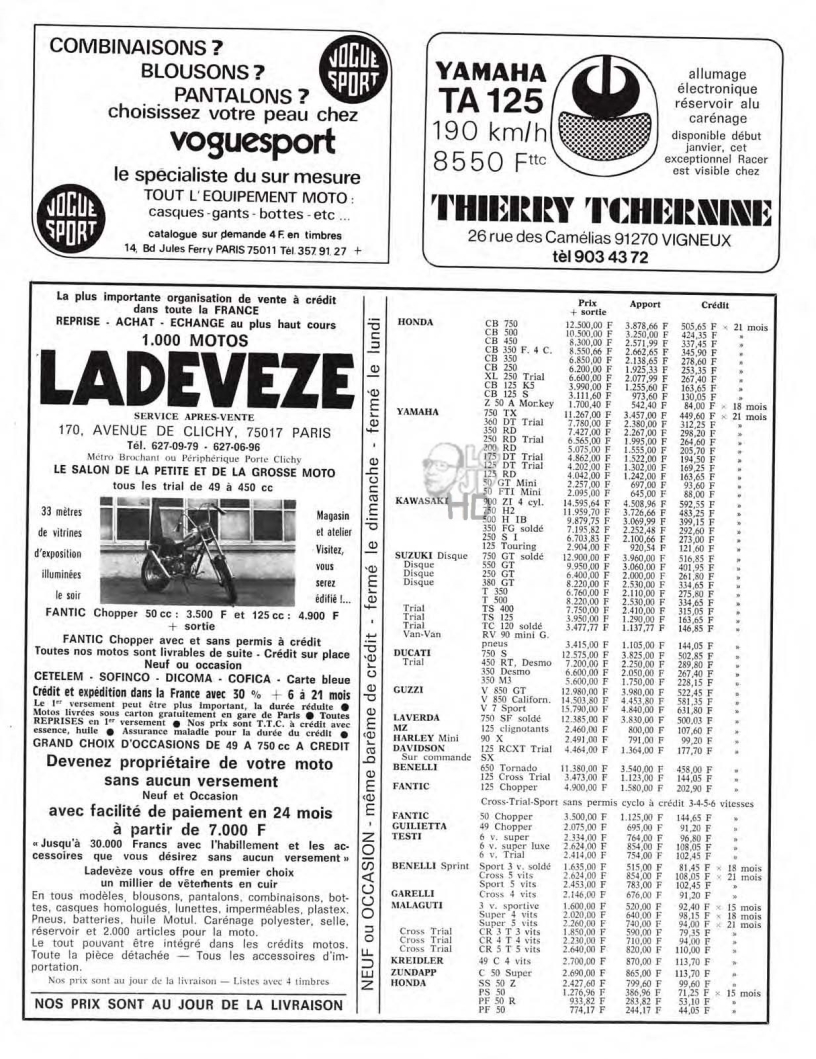 COMBINAISONS ?
BLOUSONS ?
PANTALONS ?
choisissez votre peau chez
voguesport
le spécialiste du sur mesure
TOUT L'EQUIPEMENT MOTO :
casques - gants - bottes - etc ...
catalogue sur demande 4 F. en timbres
14, Bd Jules Ferry PARIS 75011 Tél. 357 91 27 +
VOGUE SPORT
VOGUE SPORT
YAMAHA
TA 125
190 km/h
8550 Fttc
allumage
électronique
réservoir alu
carénage
disponible début
janvier, cet
exceptionnel Racer
est visible chez
THIERRY TCHERNINE
26 rue des Camélias 91270 VIGNEUX
tèl 903 43 72
La plus importante organisation de vente à crédit
dans toute la FRANCE
REPRISE - ACHAT - ECHANGE au plus haut cours
1.000 MOTOS
LADEVEZE
SERVICE APRES-VENTE
170, AVENUE DE CLICHY, 75017 PARIS
Tél. 627-09-79 - 627-06-96
Métro Brochant ou Périphérique Porte Clichy
LE SALON DE LA PETITE ET DE LA GROSSE MOTO
tous les trial de 49 à 450 cc
33 mètres
de vitrines
d'exposition
illuminées
le soir
Magasin
et atelier
Visitez,
vous
serez
édifié !...
FANTIC Chopper 50 cc : 3.500 F et 125 cc : 4.900 F
+ sortie
FANTIC Chopper avec et sans permis à crédit
Toutes nos motos sont livrables de suite - Crédit sur place
Neuf ou occasion
CETELEM - SOFINCO - DICOMA - COFICA - Carte bleue
Crédit et expédition dans la France avec 30 % + 6 à 21 mois
Le 1er versement peut être plus important, la durée réduite ●
Motos livrées sous carton gratuitement en gare de Paris ● Toutes
REPRISES en 1er versement ● Nos prix sont T.T.C. à crédit avec
essence, huile ● Assurance maladie pour la durée du crédit ●
GRAND CHOIX D'OCCASIONS DE 49 A 750 cc A CREDIT
Devenez propriétaire de votre moto
sans aucun versement
Neuf et Occasion
avec facilité de paiement en 24 mois
à partir de 7.000 F
« Jusqu'à 30.000 Francs avec l'habillement et les ac-
cessoires que vous désirez sans aucun versement »
Ladevèze vous offre en premier choix
un millier de vêtements en cuir
En tous modèles, blousons, pantalons, combinaisons, bot-
tes, casques homologués, lunettes, imperméables, plastex.
Pneus, batteries, huile Motul. Carénage polyester, selle,
réservoir et 2.000 articles pour la moto.
Le tout pouvant être intégré dans les crédits motos.
Toute la pièce détachée — Tous les accessoires d'im-
portation.
Nos prix sont au jour de la livraison — Listes avec 4 timbres
NOS PRIX SONT AU JOUR DE LA LIVRAISON
NEUF ou OCCASION - même barême de crédit - fermé le dimanche - fermé le lundi
Prix + sortie Apport Crédit
HONDA CB 750 12.500,00 F 3.878,66 F 505,65 F × 21 mois
CB 500 10.500,00 F 3.250,00 F 424,35 F »
CB 450 8.300,00 F 2.571,99 F 337,45 F »
CB 350 F. 4 C. 8.550,66 F 2.662,65 F 345,90 F »
CB 350 6.850,00 F 2.138,65 F 278,60 F »
CB 250 6.200,00 F 1.925,33 F 253,35 F »
XL 250 Trial 6.600,00 F 2.077,99 F 267,40 F »
CB 125 K5 3.990,00 F 1.255,60 F 163,65 F »
CB 125 S 3.111,60 F 973,60 F 130,05 F »
Z 50 A Monkey 1.700,40 F 542,40 F 84,00 F × 18 mois
YAMAHA 750 TX 11.267,00 F 3.457,00 F 449,60 F × 21 mois
360 DT Trial 7.780,00 F 2.380,00 F 312,25 F »
350 RD 7.427,00 F 2.267,00 F 298,20 F »
250 RD Trial 6.565,00 F 1.995,00 F 264,60 F »
200 RD 5.075,00 F 1.555,00 F 205,70 F »
175 DT Trial 4.862,00 F 1.522,00 F 194,50 F »
125 DT Trial 4.202,00 F 1.302,00 F 169,25 F »
125 RD 4.042,00 F 1.242,00 F 163,65 F »
50 GT Mini 2.257,00 F 697,00 F 93,60 F »
50 FTI Mini 2.095,00 F 645,00 F 88,00 F »
KAWASAKI 900 ZI 4 cyl. 14.595,64 F 4.508,96 F 592,55 F »
750 H2 11.959,70 F 3.726,66 F 483,25 F »
500 H IB 9.879,75 F 3.069,99 F 399,15 F »
350 FG soldé 7.195,82 F 2.252,48 F 292,60 F »
250 S I 6.703,83 F 2.100,66 F 273,00 F »
125 Touring 2.904,00 F 920,54 F 121,60 F »
SUZUKI Disque 750 GT soldé 12.900,00 F 3.960,00 F 516,85 F »
Disque 550 GT 9.950,00 F 3.060,00 F 401,95 F »
Disque 250 GT 6.400,00 F 2.000,00 F 261,80 F »
Disque 380 GT 8.220,00 F 2.530,00 F 334,65 F »
T 350 6.760,00 F 2.110,00 F 275,80 F »
T 500 8.220,00 F 2.530,00 F 334,65 F »
Trial TS 400 7.750,00 F 2.410,00 F 315,05 F »
Trial TS 125 3.950,00 F 1.290,00 F 163,65 F »
Trial TC 120 soldé 3.477,77 F 1.137,77 F 146,85 F »
Van-Van RV 90 mini G.
pneus 3.415,00 F 1.105,00 F 144,05 F »
DUCATI 750 S 12.575,00 F 3.825,00 F 502,85 F »
Trial 450 RT, Desmo 7.200,00 F 2.250,00 F 289,80 F »
350 Desmo 6.600,00 F 2.050,00 F 267,40 F »
350 M3 5.600,00 F 1.750,00 F 228,15 F »
GUZZI V 850 GT 12.980,00 F 3.980,00 F 522,45 F »
V 850 Californ. 14.503,80 F 4.453,80 F 581,35 F »
V 7 Sport 15.790,00 F 4.840,00 F 631,80 F »
LAVERDA 750 SF soldé 12.385,00 F 3.830,00 F 500,03 F »
MZ 125 clignotants 2.460,00 F 800,00 F 107,60 F »
HARLEY Mini 90 X 2.491,00 F 791,00 F 99,20 F »
DAVIDSON 125 RCXT Trial 4.464,00 F 1.364,00 F 177,70 F »
Sur commande SX
BENELLI 650 Tornado 11.380,00 F 3.540,00 F 458,00 F »
125 Cross Trial 3.473,00 F 1.123,00 F 144,05 F »
FANTIC 125 Chopper 4.900,00 F 1.580,00 F 202,90 F »
Cross-Trial-Sport sans permis cyclo à crédit 3-4-5-6 vitesses
FANTIC 50 Chopper 3.500,00 F 1.125,00 F 144,65 F »
GUILIETTA 49 Chopper 2.075,00 F 695,00 F 91,20 F »
TESTI 6 v. super 2.334,00 F 764,00 F 96,80 F »
6 v. super luxe 2.624,00 F 854,00 F 108,05 F »
6 v. Trial 2.414,00 F 754,00 F 102,45 F »
BENELLI Sprint Sport 3 v. soldé 1.635,00 F 515,00 F 81,45 F × 18 mois
Cross 5 vits 2.624,00 F 854,00 F 108,05 F × 21 mois
Sport 5 vits 2.453,00 F 783,00 F 102,45 F »
GARELLI Cross 4 vits 2.146,00 F 676,00 F 91,20 F »
MALAGUTI 3 v. sportive 1.600,00 F 520,00 F 92,40 F × 15 mois
Super 4 vits 2.020,00 F 640,00 F 98,15 F × 18 mois
Super 5 vits 2.260,00 F 740,00 F 94,00 F × 21 mois
Cross Trial CR 3 T 3 vits 1.850,00 F 590,00 F 79,35 F »
Cross Trial CR 4 T 4 vits 2.230,00 F 710,00 F 94,00 F »
Cross Trial CR 5 T 5 vits 2.640,00 F 820,00 F 110,00 F »
KREIDLER 49 C 4 vits 2.700,00 F 870,00 F 113,70 F »
ZUNDAPP C 50 Super 2.690,00 F 865,00 F 113,70 F »
HONDA SS 50 Z 2.427,60 F 799,60 F 99,60 F »
PS 50 1.276,96 F 386,96 F 71,25 F × 15 mois
PF 50 R 933,82 F 283,82 F 53,10 F »
PF 50 774,17 F 244,17 F 44,05 F »